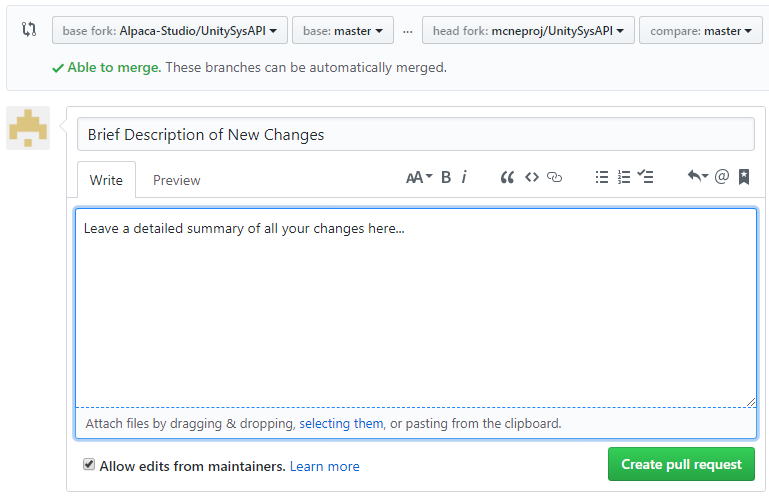 base fork: Alpaca-Studio/UnitySysAPI base: master ... head fork: mcneproj/UnitySysAPI compare: master
Able to merge. These branches can be automatically merged.
Brief Description of New Changes
Write Preview AA B i
Leave a detailed summary of all your changes here...
Attach files by dragging & dropping, selecting them, or pasting from the clipboard.
Allow edits from maintainers. Learn more Create pull request